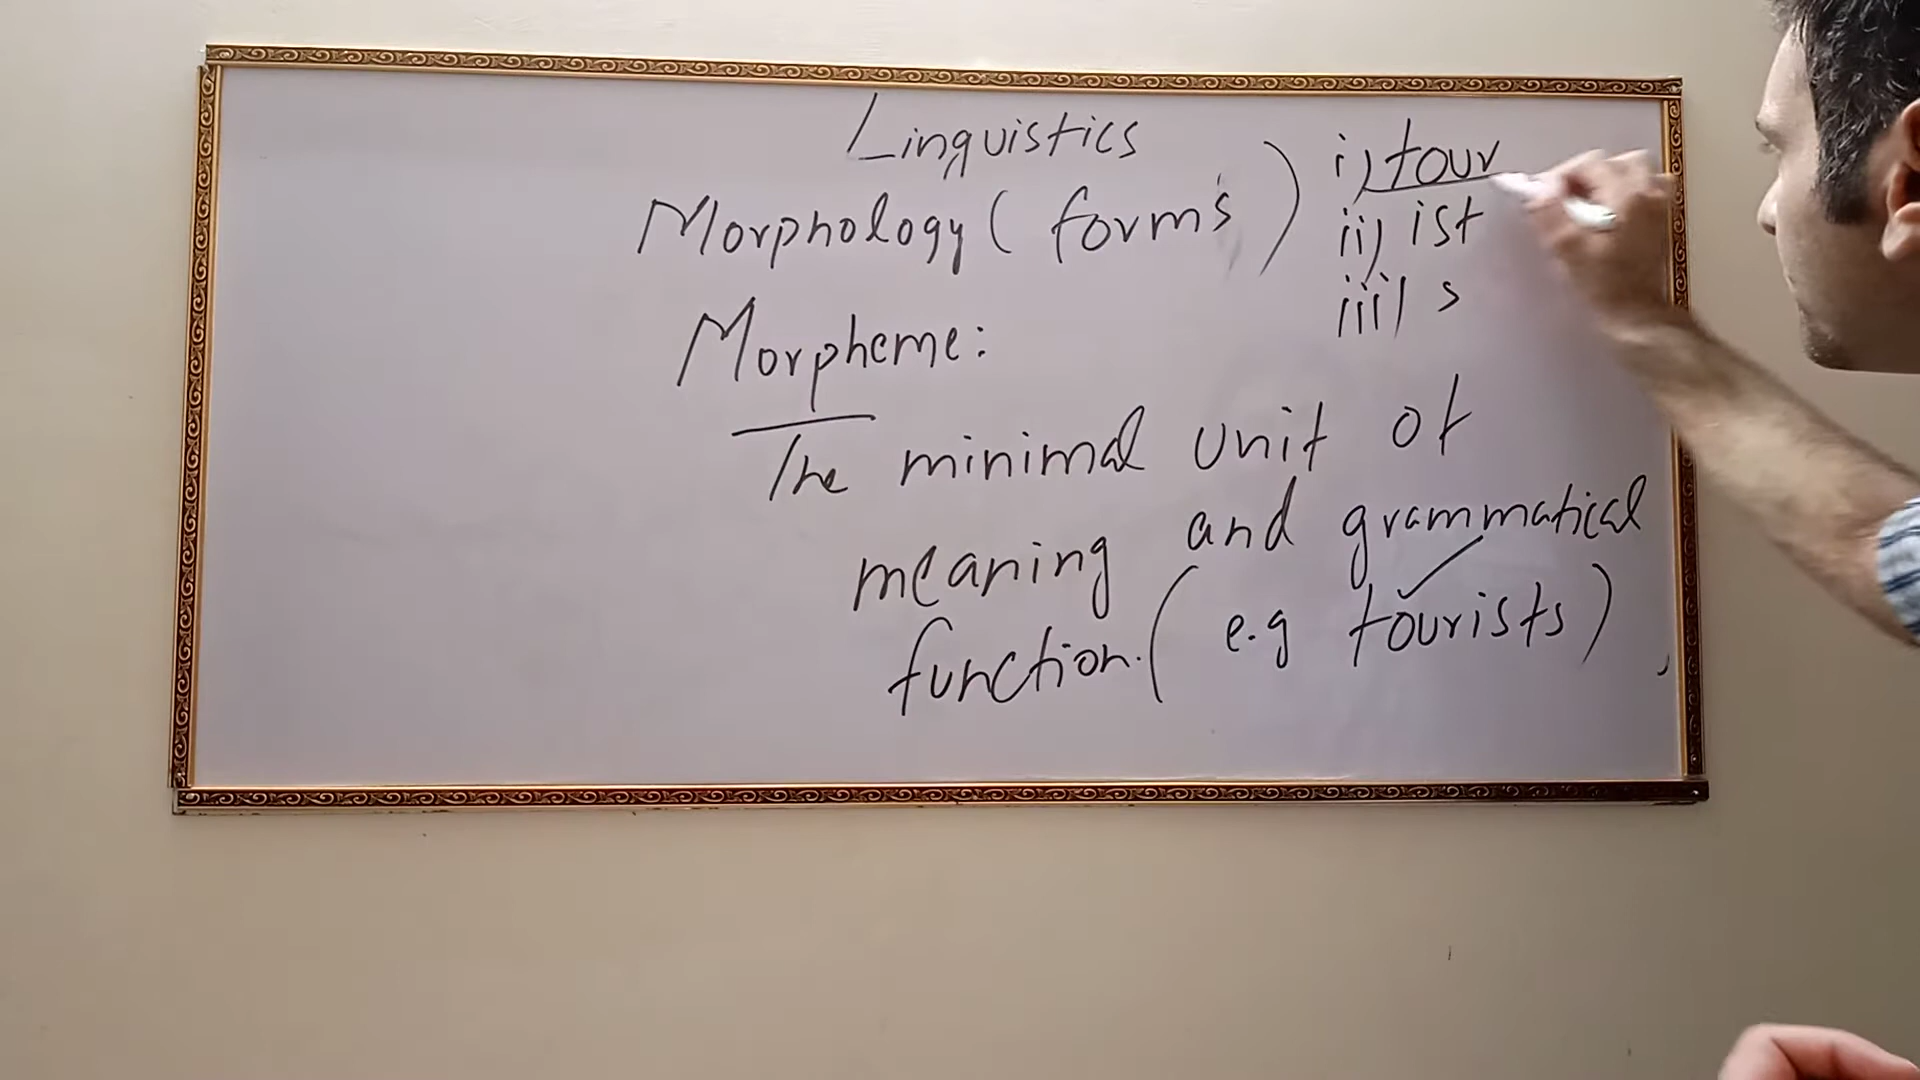 Linguistics
Morphology ( forms )
i) tour
ii) ist
iii) s
Morpheme:
The minimal unit of
meaning and grammatical
function. ( e.g tourists )